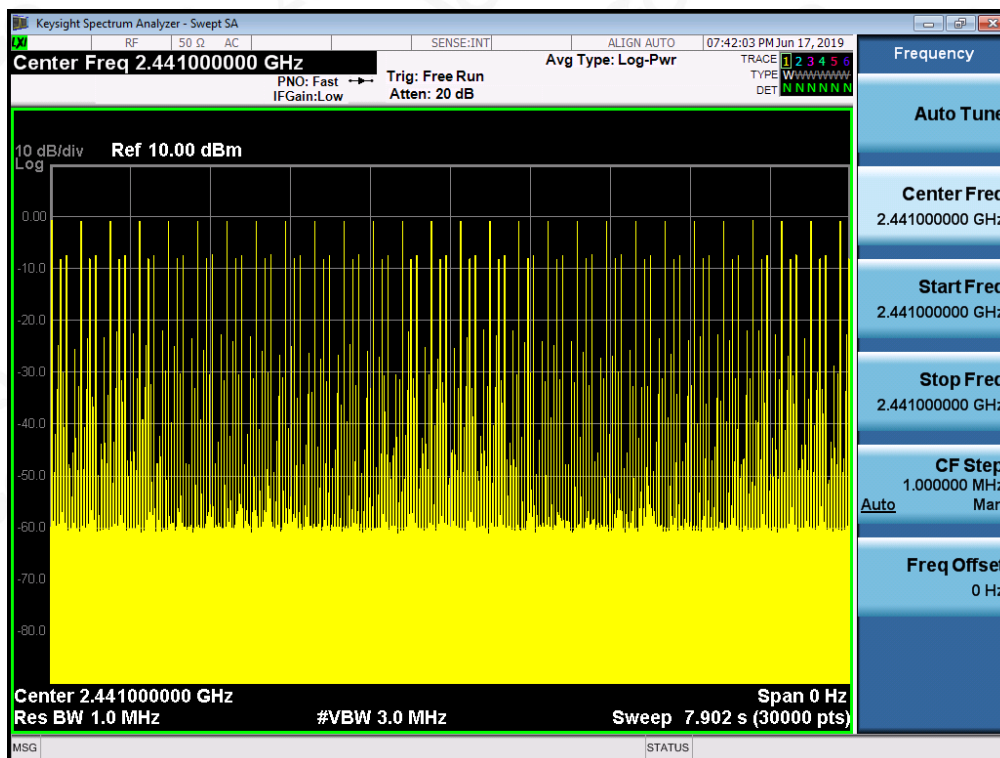 Keysight Spectrum Analyzer - Swept SA
LXI RF 50 Ω AC SENSE:INT ALIGN AUTO 07:42:03 PM Jun 17, 2019
Center Freq 2.441000000 GHz
PNO: Fast
IFGain:Low
Trig: Free Run
Atten: 20 dB
Avg Type: Log-Pwr
TRACE 1 2 3 4 5 6
TYPE WWWWWW
DET N N N N N N
10 dB/div
Log
Ref 10.00 dBm
0.00
-10.0
-20.0
-30.0
-40.0
-50.0
-60.0
-70.0
-80.0
Center 2.441000000 GHz
Span 0 Hz
Res BW 1.0 MHz
#VBW 3.0 MHz
Sweep 7.902 s (30000 pts)
MSG
STATUS
Frequency
Auto Tune
Center Freq
2.441000000 GHz
Start Freq
2.441000000 GHz
Stop Freq
2.441000000 GHz
CF Step
1.000000 MHz
Auto Man
Freq Offset
0 Hz